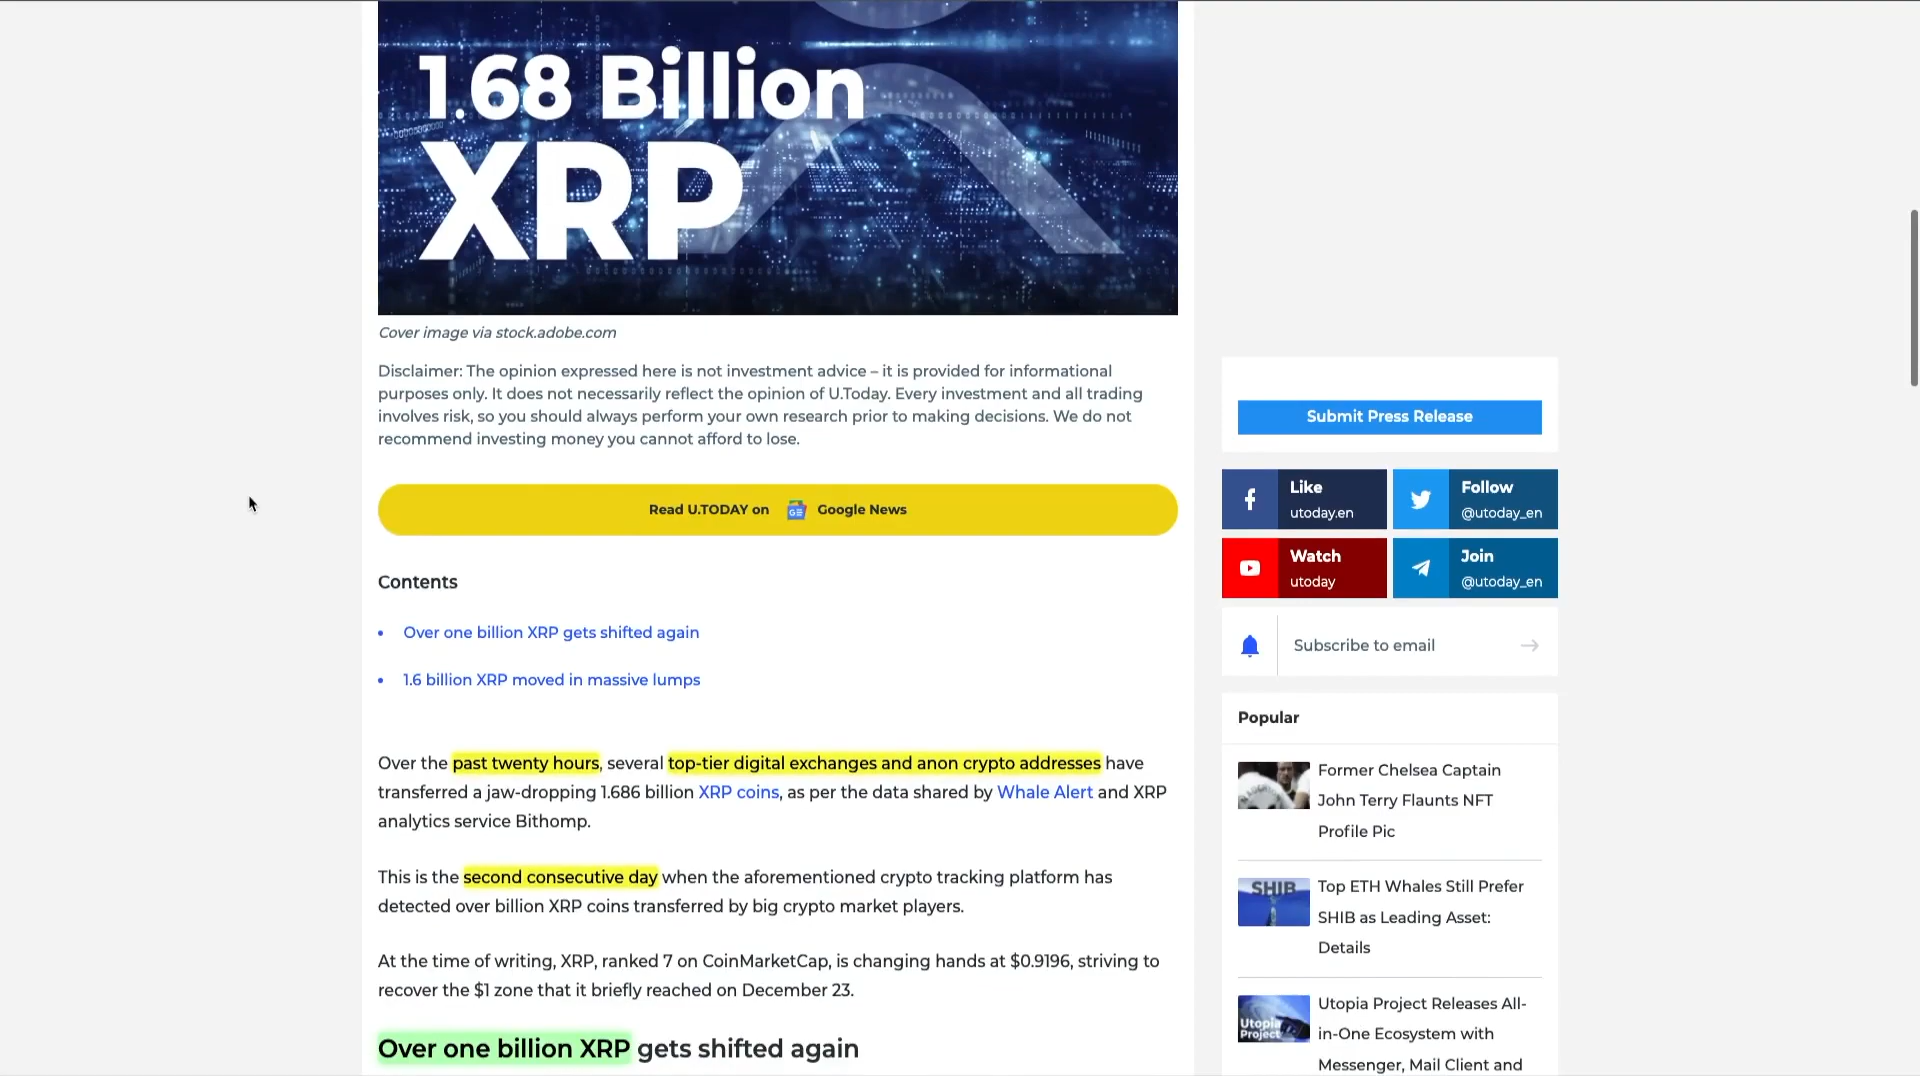 1.68 Billion
XRP
Cover image via stock.adobe.com
Disclaimer: The opinion expressed here is not investment advice – it is provided for informational
purposes only. It does not necessarily reflect the opinion of U.Today. Every investment and all trading
involves risk, so you should always perform your own research prior to making decisions. We do not
recommend investing money you cannot afford to lose.
Read U.TODAY on GE Google News
Contents
• Over one billion XRP gets shifted again
• 1.6 billion XRP moved in massive lumps
Over the past twenty hours, several top-tier digital exchanges and anon crypto addresses have
transferred a jaw-dropping 1.686 billion XRP coins, as per the data shared by Whale Alert and XRP
analytics service Bithomp.
This is the second consecutive day when the aforementioned crypto tracking platform has
detected over billion XRP coins transferred by big crypto market players.
At the time of writing, XRP, ranked 7 on CoinMarketCap, is changing hands at $0.9196, striving to
recover the $1 zone that it briefly reached on December 23.
Over one billion XRP gets shifted again
Submit Press Release
Like
utoday.en
Follow
@utoday_en
Watch
utoday
Join
@utoday_en
Subscribe to email
Popular
Former Chelsea Captain
John Terry Flaunts NFT
Profile Pic
SHIB
Top ETH Whales Still Prefer
SHIB as Leading Asset:
Details
Utopia
Project
Utopia Project Releases All-
in-One Ecosystem with
Messenger, Mail Client and